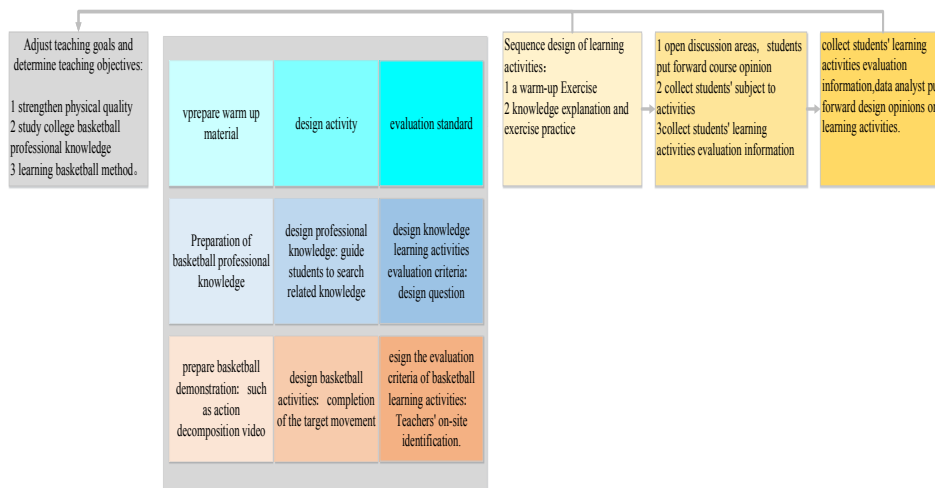 Adjust teaching goals and
determine teaching objectives:
1 strengthen physical quality
2 study college basketball
professional knowledge
3 learning basketball method。
vprepare warm up
material
design activity
evaluation standard
Preparation of
basketball professional
knowledge
design professional
knowledge: guide
students to search
related knowledge
design knowledge
learning activities
evaluation criteria:
design question
prepare basketball
demonstration: such
as action
decomposition video
design basketball
activities: completion
of the target movement
esign the evaluation
criteria of basketball
learning activities:
Teachers' on-site
identification.
Sequence design of learning
activities:
1 a warm-up Exercise
2 knowledge explanation and
exercise practice
1 open discussion areas, students
put forward course opinion
2 collect students' subject to
activities
3collect students' learning
activities evaluation information
collect students' learning
activities evaluation
information,data analyst pu
forward design opinions or
learning activities.